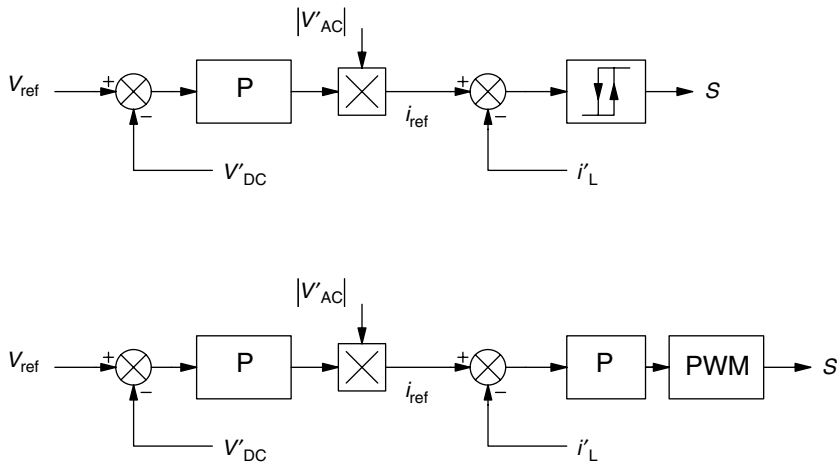 |V'AC|
Vref + P + S
− iref −
V'DC i'L
|V'AC|
Vref + P + P PWM S
− iref −
V'DC i'L